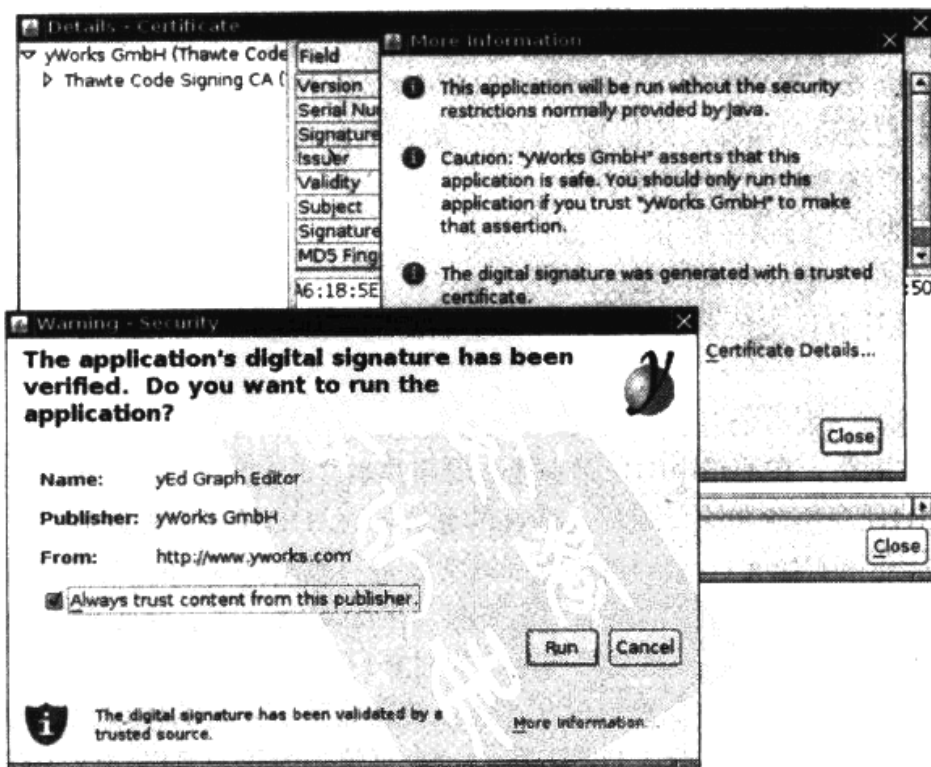 Details - Certificate
yWorks GmbH (Thawte Code
Thawte Code Signing CA (
Field
Version
Serial Nu
Signature
Issuer
Validity
Subject
Signature
MD5 Fing
A6:18:5E
:50
Close
More Information
This application will be run without the security
restrictions normally provided by Java.
Caution: "yWorks GmbH" asserts that this
application is safe. You should only run this
application if you trust "yWorks GmbH" to make
that assertion.
The digital signature was generated with a trusted
certificate.
Certificate Details...
Close
Warning - Security
The application's digital signature has been
verified. Do you want to run the
application?
Name: yEd Graph Editor
Publisher: yWorks GmbH
From: http://www.yworks.com
Always trust content from this publisher.
Run Cancel
The digital signature has been validated by a
trusted source.
More Information...